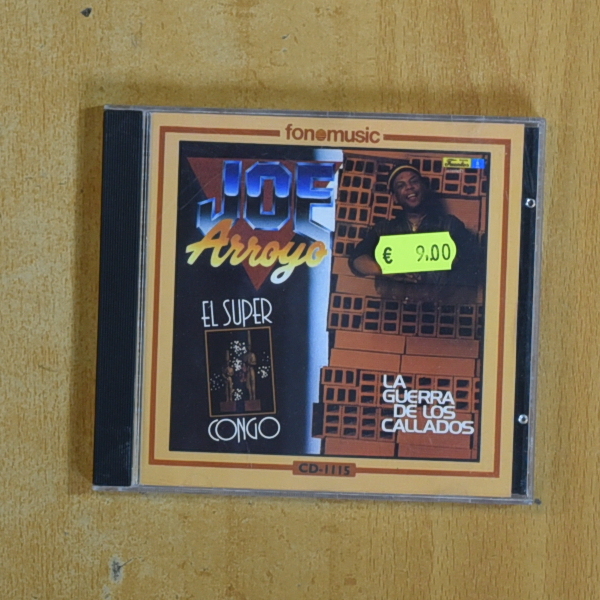 fonomusic
JOE
Arroyo
€ 9.00
EL SUPER
CONGO
LA
GUERRA
DE LOS
CALLADOS
CD-1115